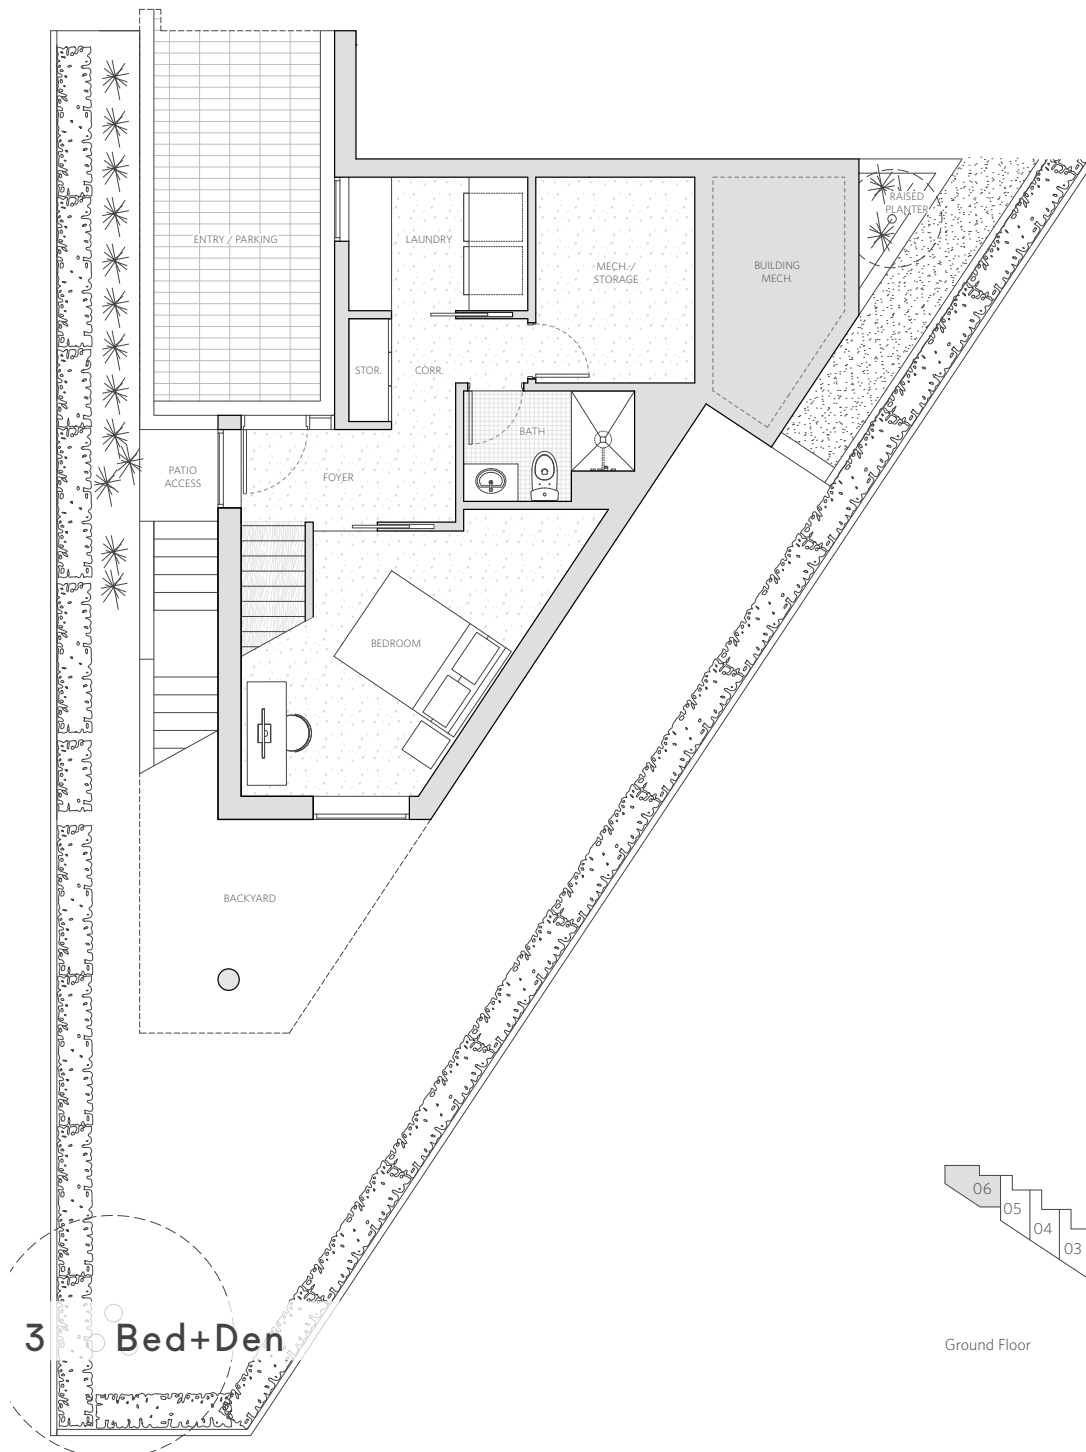 RAISED
PLANTER
ENTRY / PARKING
LAUNDRY
MECH. /
STORAGE
BUILDING
MECH.
STOR.
CORR.
BATH
PATIO
ACCESS
FOYER
BEDROOM
BACKYARD
06
05
04
03
3 Bed+Den
Ground Floor